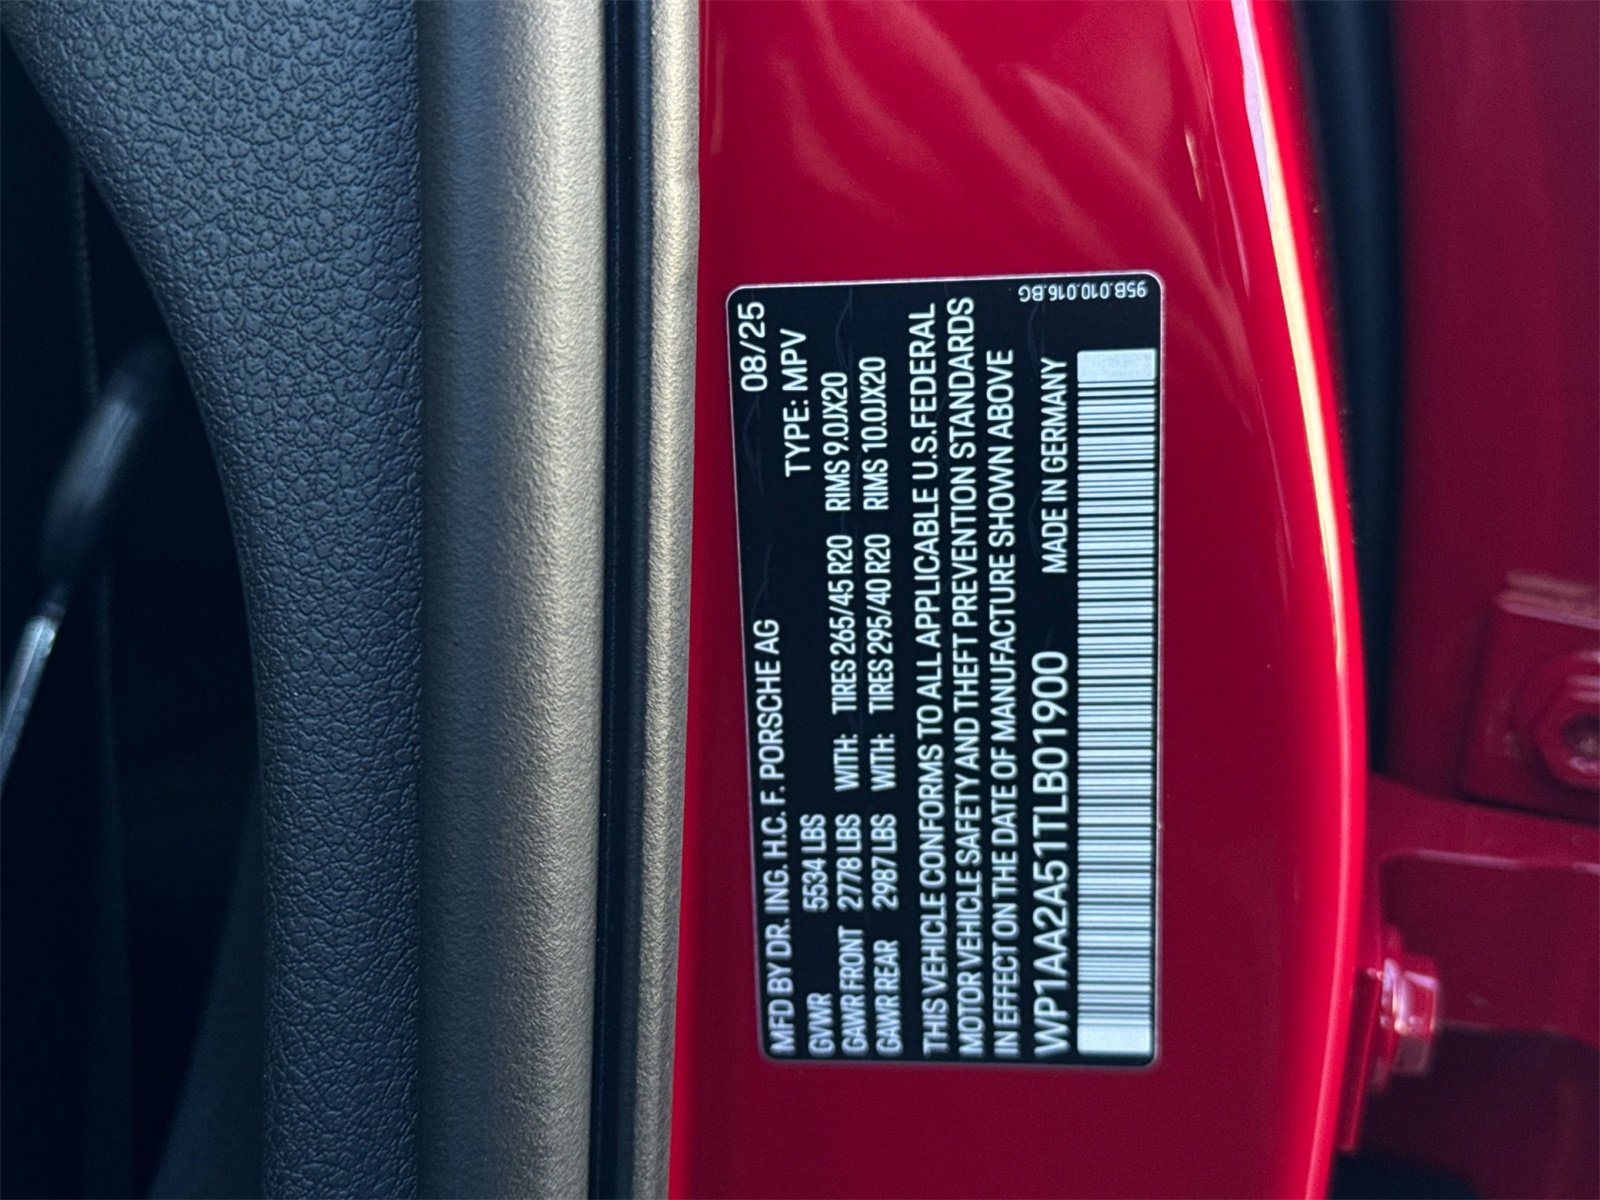 08/25
MFD BY DR. ING. H.C. F. PORSCHE AG
GVWR 5534 LBS TYPE: MPV
GAWR FRONT 2778 LBS WITH: TIRES 265/45 R20 RIMS 9.0JX20
GAWR REAR 2987 LBS WITH: TIRES 295/40 R20 RIMS 10.0JX20
THIS VEHICLE CONFORMS TO ALL APPLICABLE U.S.FEDERAL
MOTOR VEHICLE SAFETY AND THEFT PREVENTION STANDARDS
IN EFFECT ON THE DATE OF MANUFACTURE SHOWN ABOVE
WP1AA2A51TLB01900 MADE IN GERMANY
95B.010.016.BG